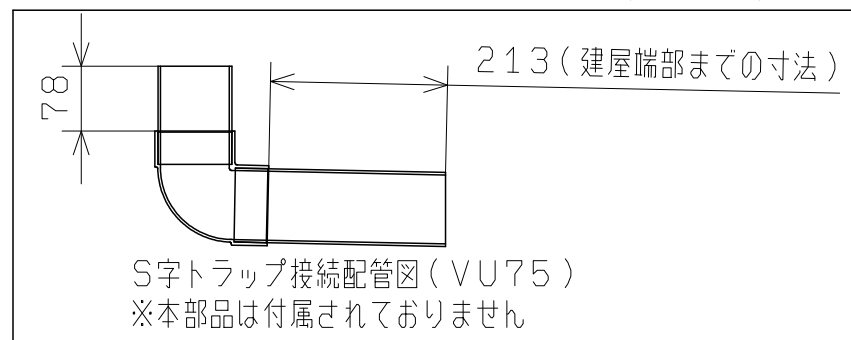 213(建屋端部までの寸法)
78
S字トラップ接続配管図(VU75)
※本部品は付属されておりません